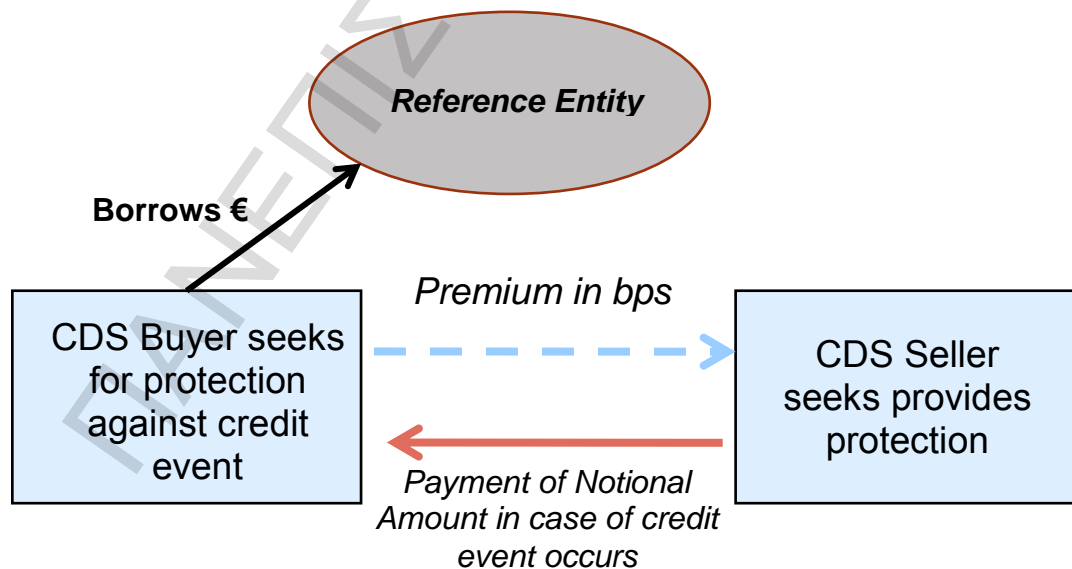 Reference Entity
Borrows €
Premium in bps
CDS Buyer seeks
for protection
against credit
event
CDS Seller
seeks provides
protection
Payment of Notional
Amount in case of credit
event occurs
ΠΑΝΕΠΙΣ